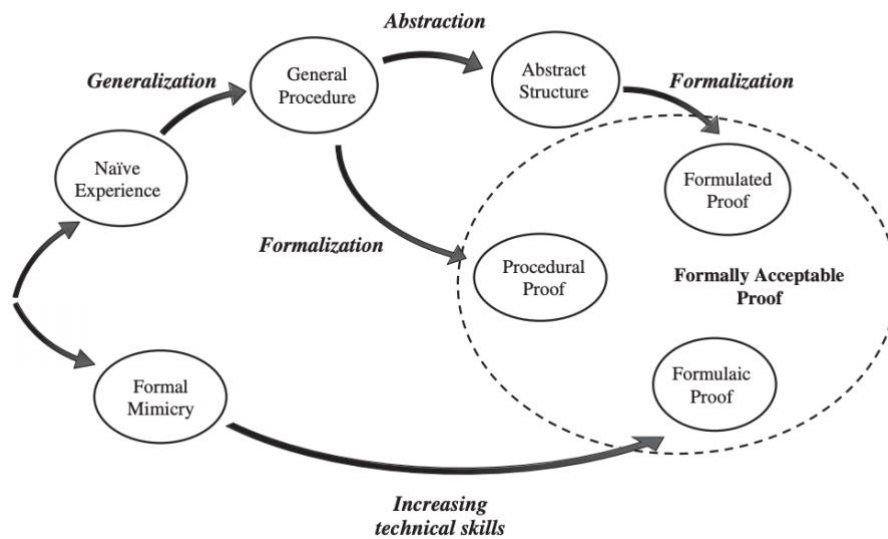 Abstraction
Generalization
General
Procedure
Abstract
Structure
Formalization
Naïve
Experience
Formulated
Proof
Formalization
Procedural
Proof
Formally Acceptable
Proof
Formal
Mimicry
Formulaic
Proof
Increasing
technical skills